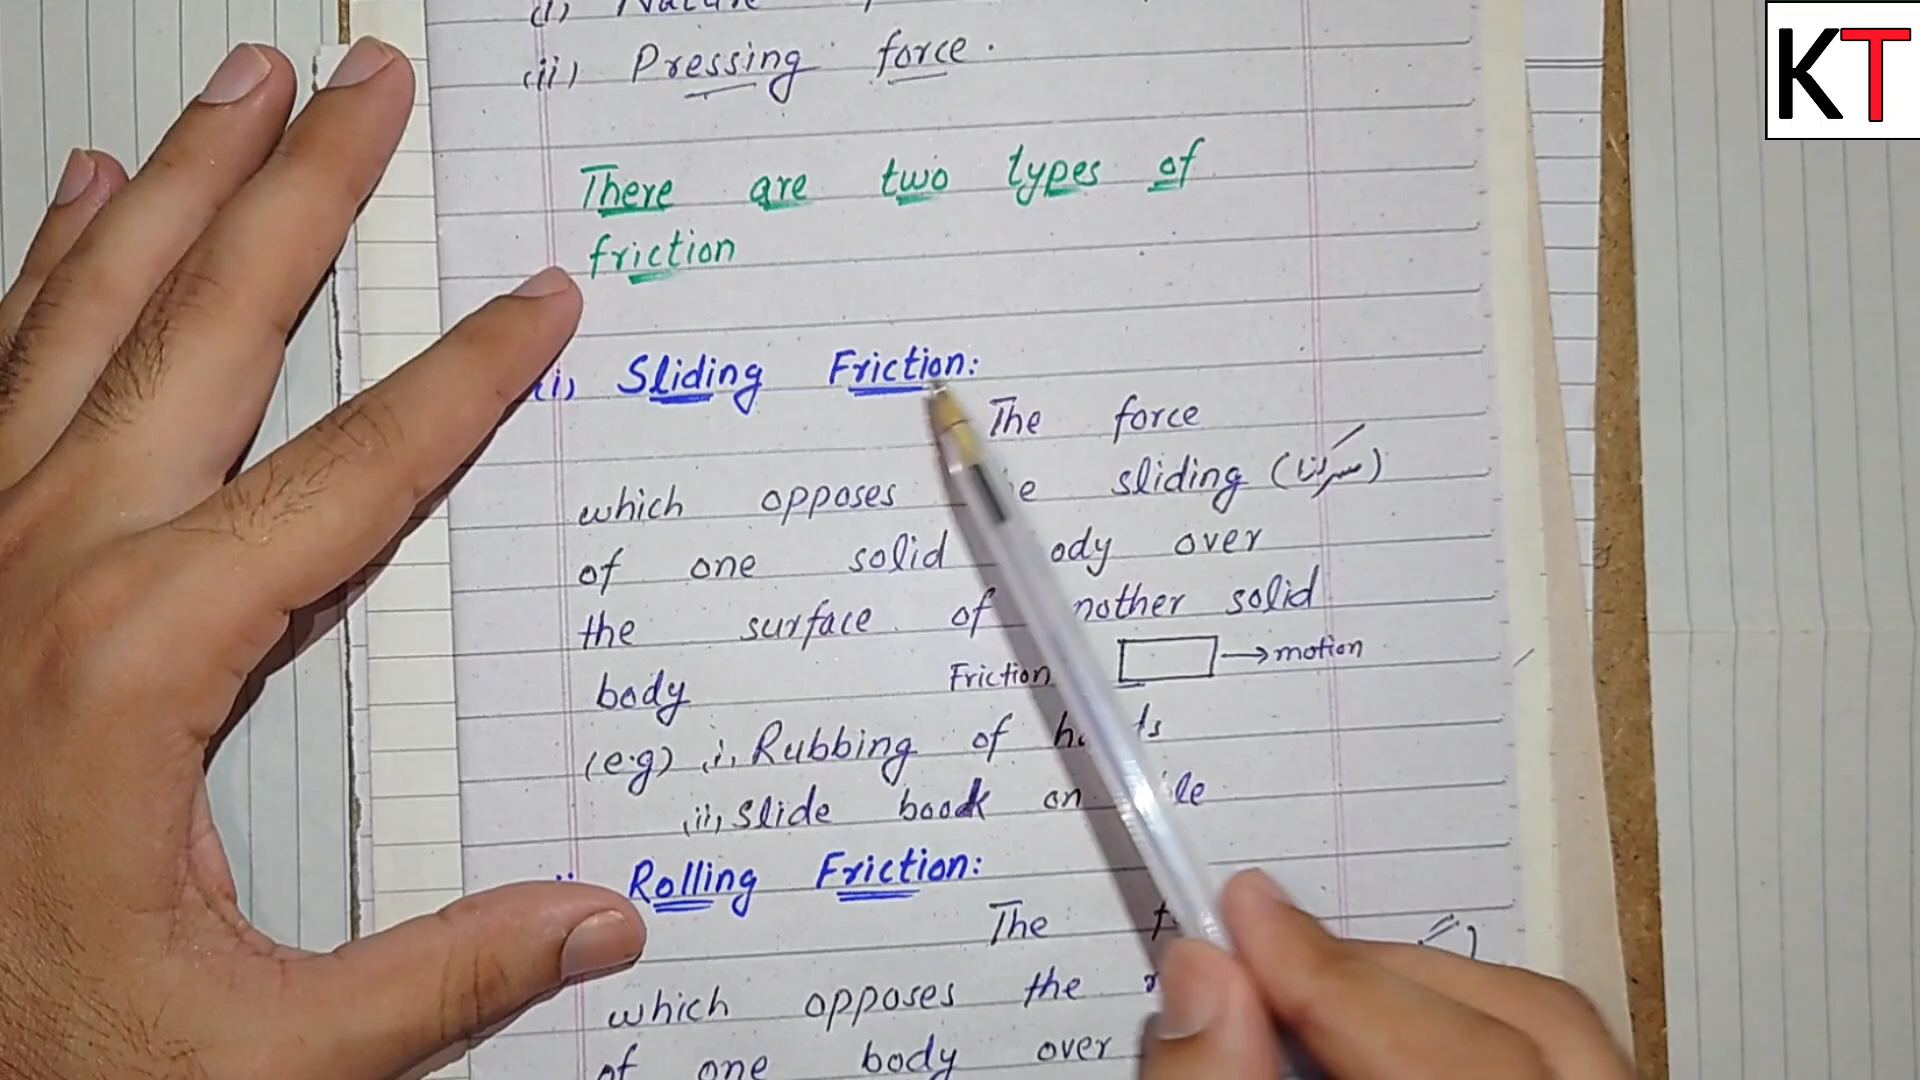 KT
(ii) Pressing force.
There are two types of
friction
(i) Sliding Friction:
The force
which opposes sliding (سرکنا)
of one solid over
the surface of solid
body Friction → motion
(e.g) i, Rubbing of
ii, slide book on
Rolling Friction:
The
which opposes the
of one body over